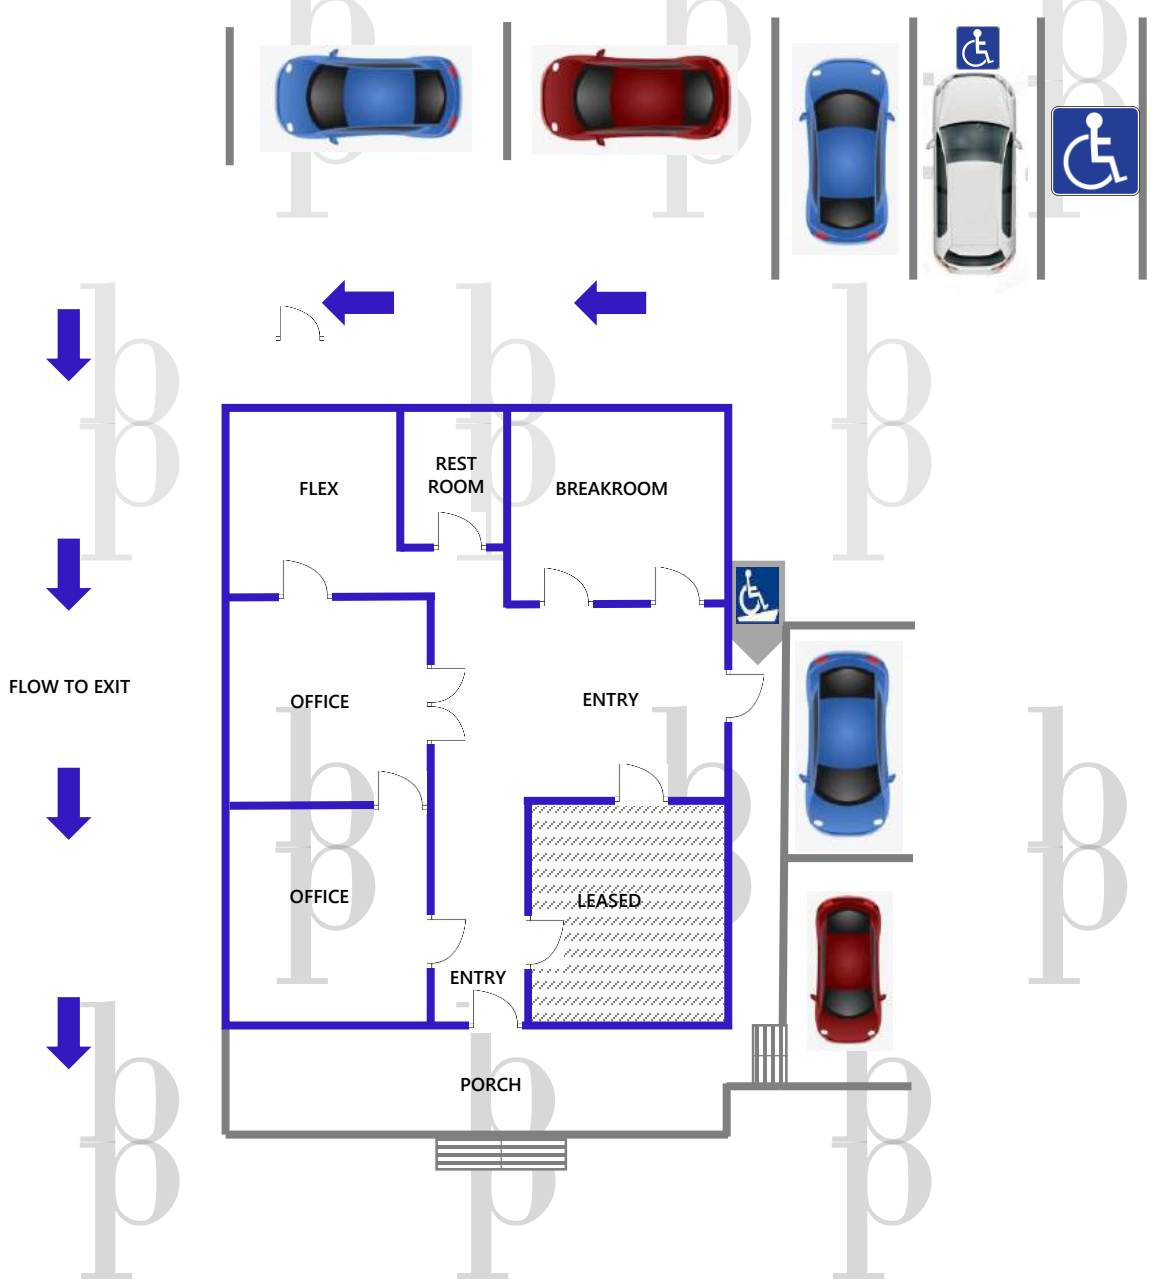 FLEX
REST
ROOM
BREAKROOM
FLOW TO EXIT
OFFICE
ENTRY
OFFICE
LEASED
ENTRY
PORCH